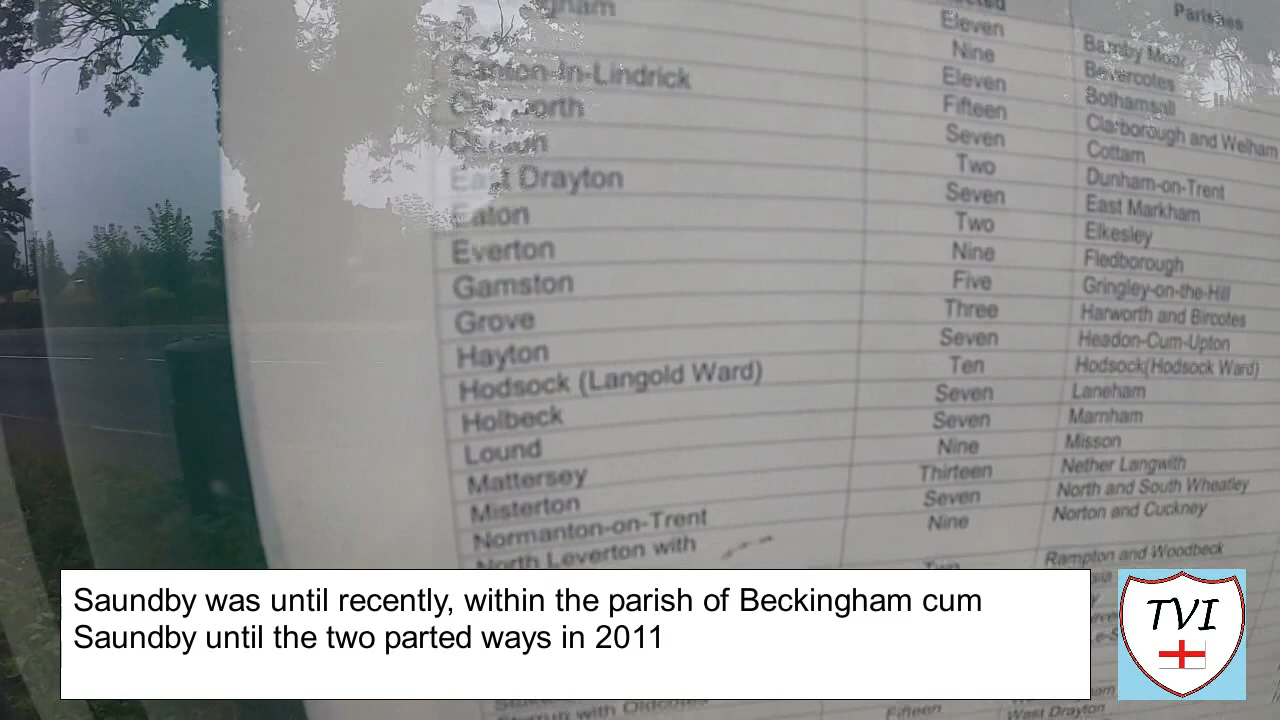 Parishes
Eleven
Nine Barnby Moor
Carlton-In-Lindrick Eleven Bevercotes
Fifteen Bothamsall
Seven Clarborough and Welham
East Drayton Two Cottam
Eaton Seven Dunham-on-Trent
Everton Two East Markham
Gamston Nine Elkesley
Grove Five Fledborough
Hayton Three Gringley-on-the-Hill
Hodsock (Langold Ward) Seven Harworth and Bircotes
Holbeck Ten Headon-Cum-Upton
Lound Seven Hodsock(Hodsock Ward)
Mattersey Seven Laneham
Misterton Nine Marnham
Normanton-on-Trent Thirteen Misson
North Leverton with Seven Nether Langwith
Nine North and South Wheatley
Norton and Cuckney
Two Rampton and Woodbeck
Saundby was until recently, within the parish of Beckingham cum
Saundby until the two parted ways in 2011
TVI
with
Fifteen West Drayton